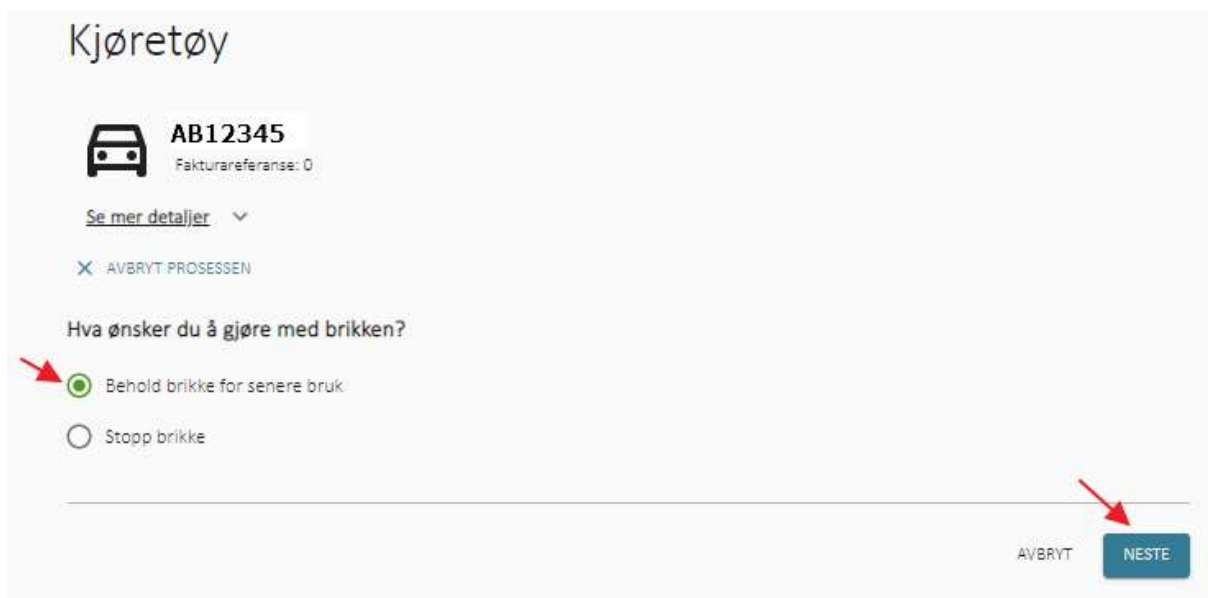 Kjøretøy
AB12345
Fakturareferanse: 0
Se mer detaljer
AVBRYT PROSESSEN
Hva ønsker du å gjøre med brikken?
Behold brikke for senere bruk
Stopp brikke
AVBRYT NESTE